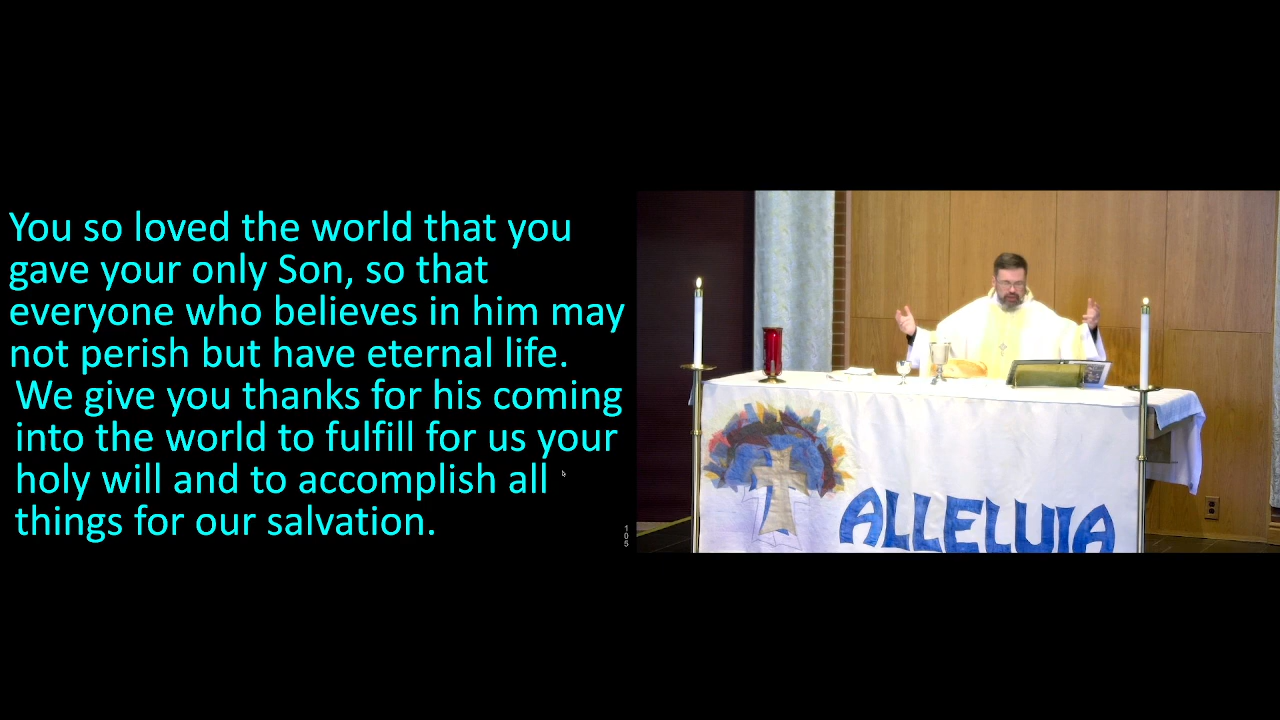 You so loved the world that you
gave your only Son, so that
everyone who believes in him may
not perish but have eternal life.
We give you thanks for his coming
into the world to fulfill for us your
holy will and to accomplish all
things for our salvation.
105
ALLELUIA